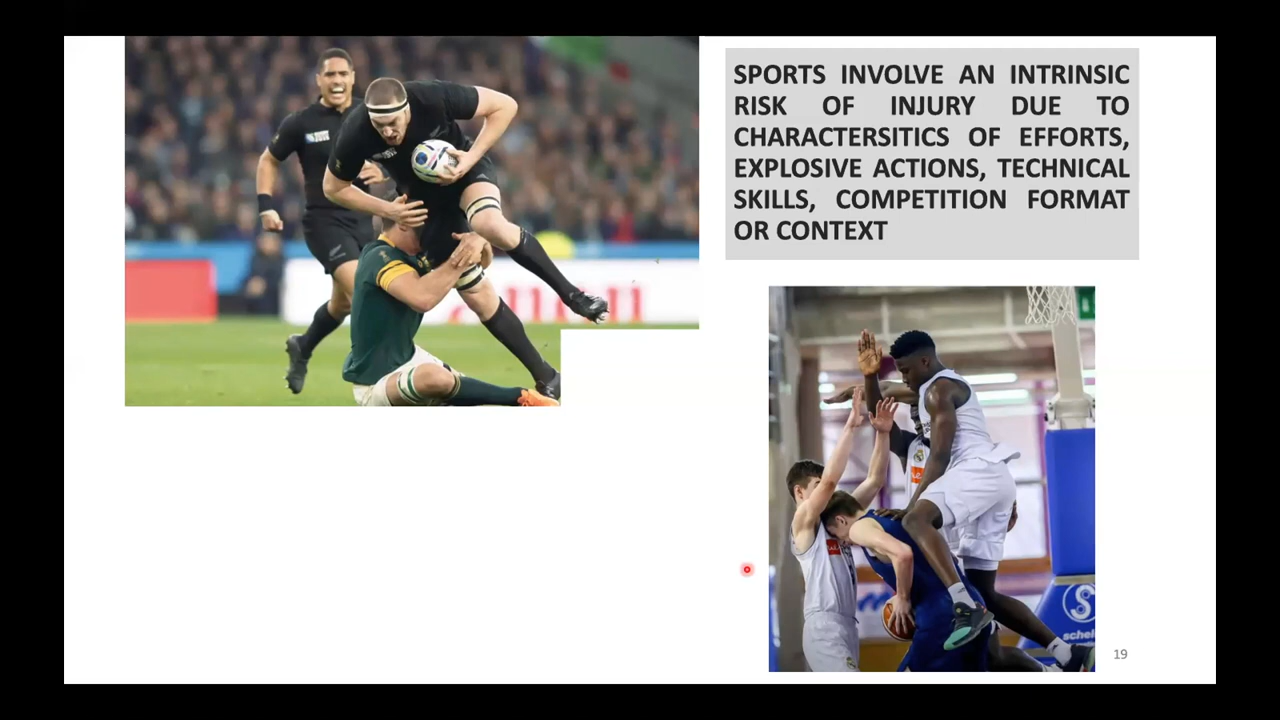 SPORTS INVOLVE AN INTRINSIC
RISK OF INJURY DUE TO
CHARACTERSITICS OF EFFORTS,
EXPLOSIVE ACTIONS, TECHNICAL
SKILLS, COMPETITION FORMAT
OR CONTEXT
19